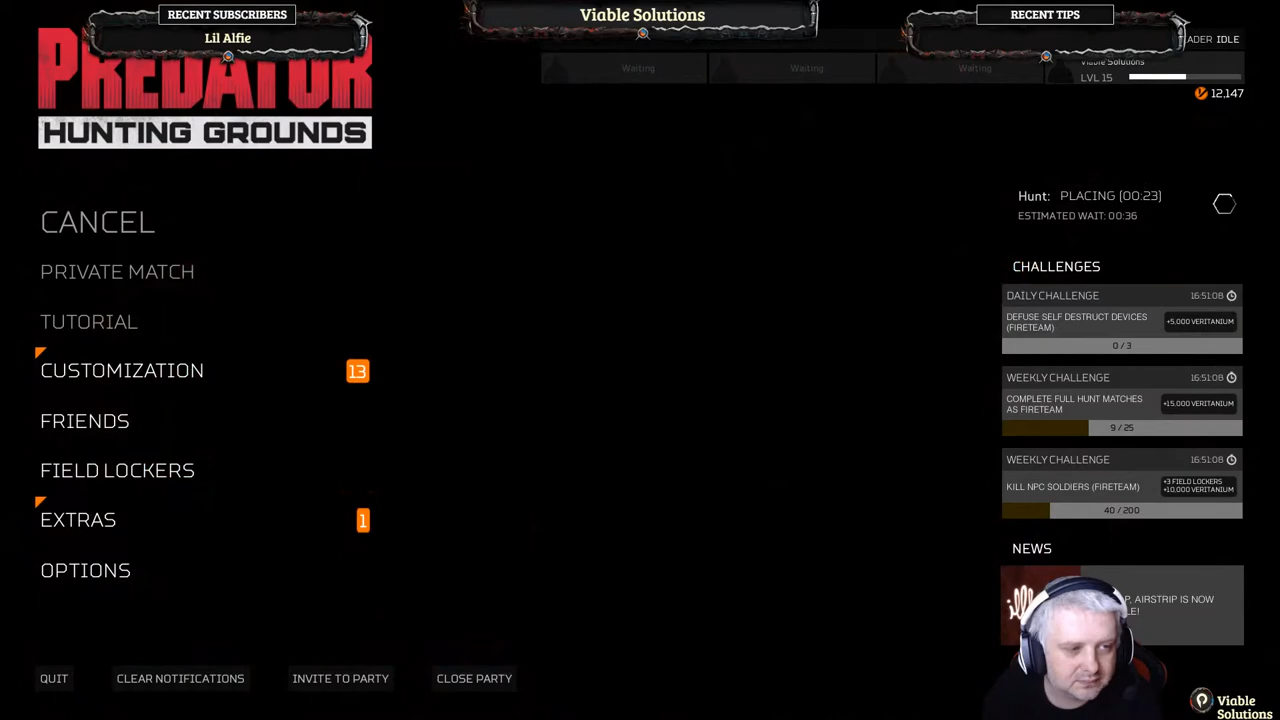 RECENT SUBSCRIBERS
Lil Alfie
Viable Solutions
RECENT TIPS
PREDATOR
HUNTING GROUNDS
Waiting
Waiting
Waiting
IDLE
Viable Solutions
LVL 15
12,147
CANCEL
PRIVATE MATCH
TUTORIAL
CUSTOMIZATION 13
FRIENDS
FIELD LOCKERS
EXTRAS 1
OPTIONS
Hunt: PLACING (00:23)
ESTIMATED WAIT: 00:36
CHALLENGES
DAILY CHALLENGE 16:51:08
DEFUSE SELF DESTRUCT DEVICES
(FIRETEAM)
+5,000 VERITANIUM
0 / 3
WEEKLY CHALLENGE 16:51:08
COMPLETE FULL HUNT MATCHES
AS FIRETEAM
+15,000 VERITANIUM
9 / 25
WEEKLY CHALLENGE 16:51:08
KILL NPC SOLDIERS (FIRETEAM)
+3 FIELD LOCKERS
+10,000 VERITANIUM
40 / 200
NEWS
AIRSTRIP IS NOW
QUIT
CLEAR NOTIFICATIONS
INVITE TO PARTY
CLOSE PARTY
Viable
Solutions